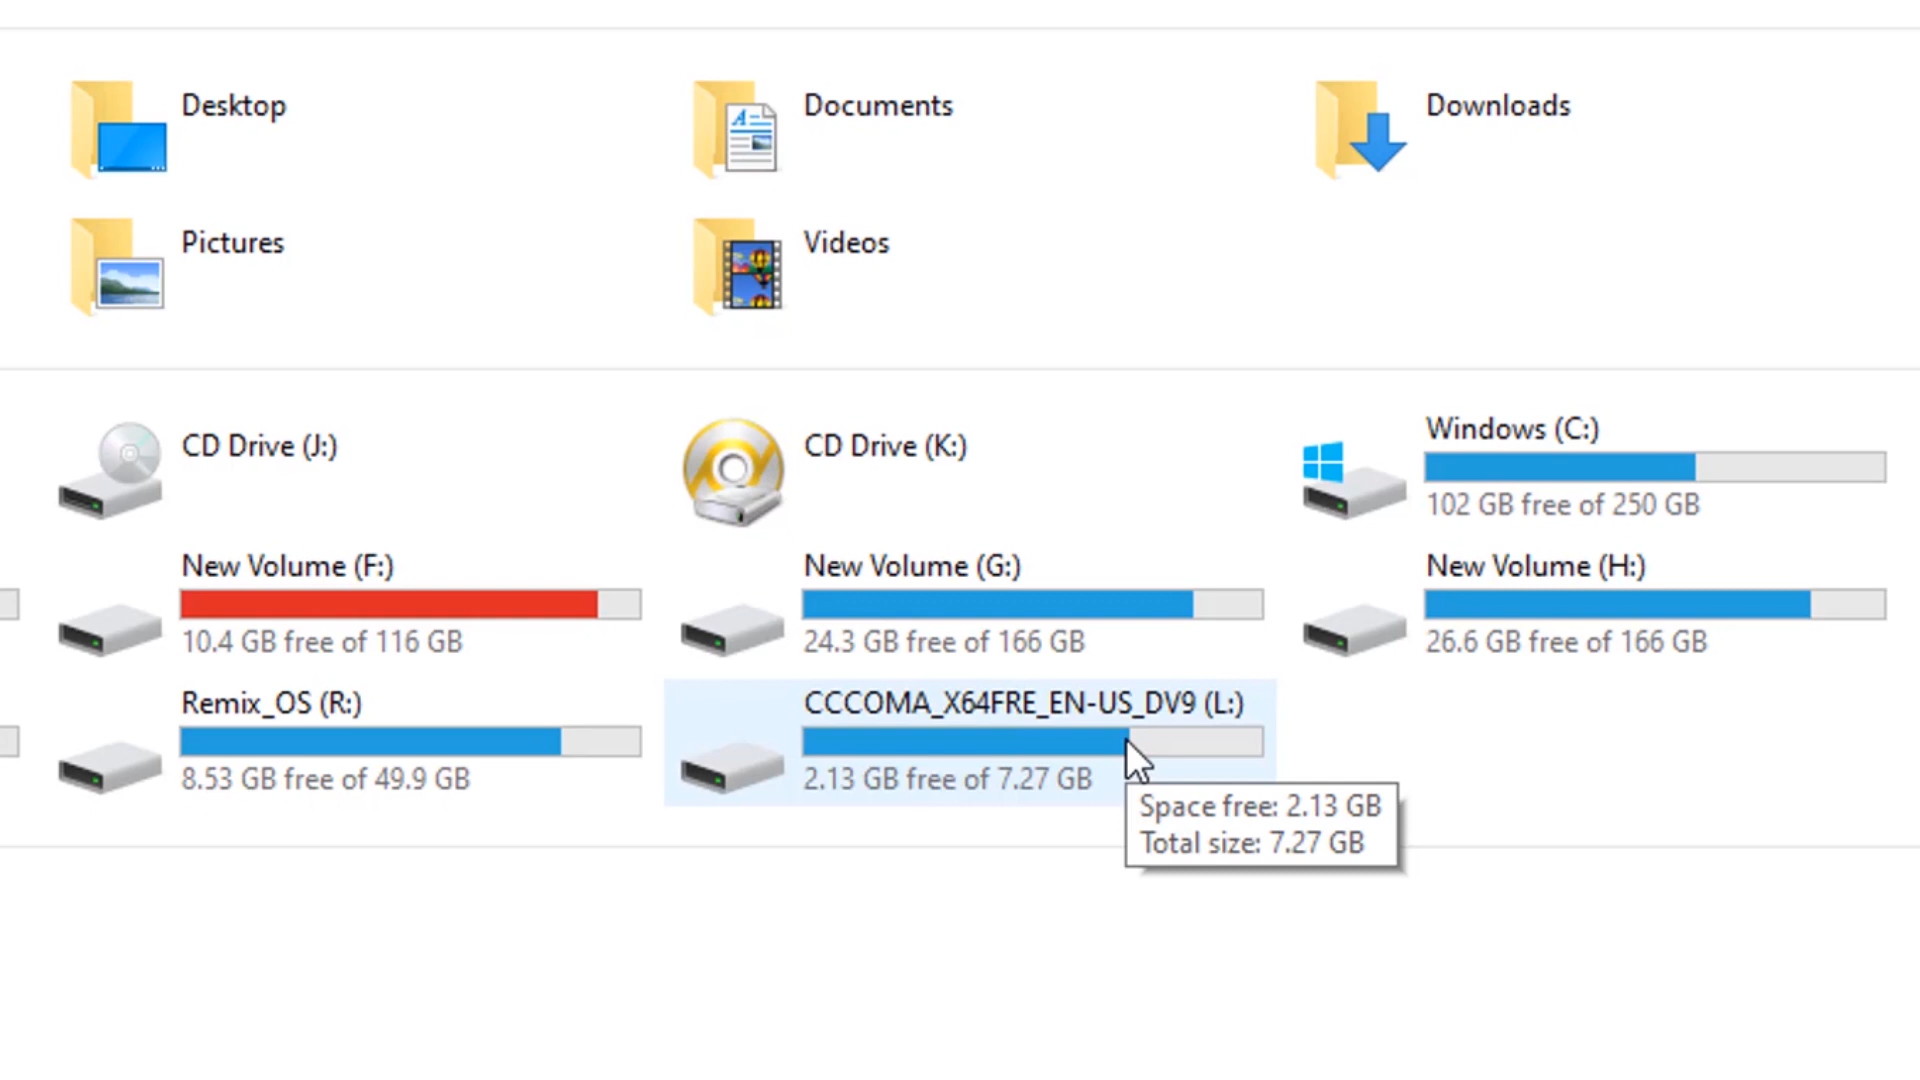 Desktop
Documents
Downloads
Pictures
Videos
CD Drive (J:)
CD Drive (K:)
Windows (C:)
102 GB free of 250 GB
New Volume (F:)
10.4 GB free of 116 GB
New Volume (G:)
24.3 GB free of 166 GB
New Volume (H:)
26.6 GB free of 166 GB
Remix_OS (R:)
8.53 GB free of 49.9 GB
CCCOMA_X64FRE_EN-US_DV9 (L:)
2.13 GB free of 7.27 GB
Space free: 2.13 GB
Total size: 7.27 GB